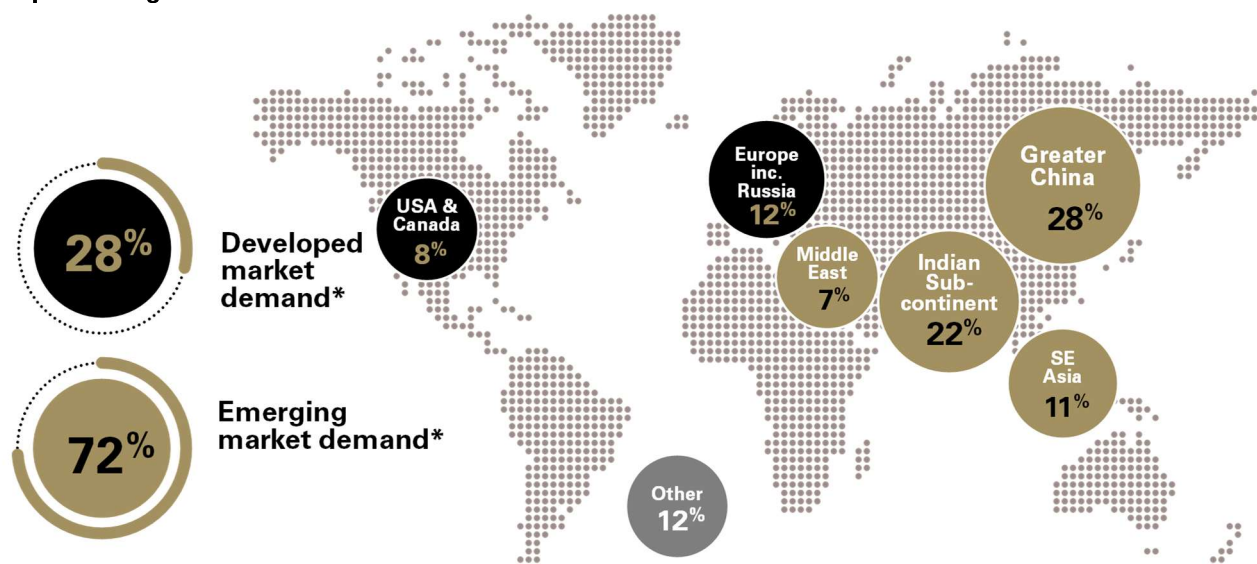 28%
Developed
market
demand*
72%
Emerging
market demand*
USA &
Canada
8%
Europe
inc.
Russia
12%
Middle
East
7%
Indian
Sub-
continent
22%
Greater
China
28%
SE
Asia
11%
Other
12%